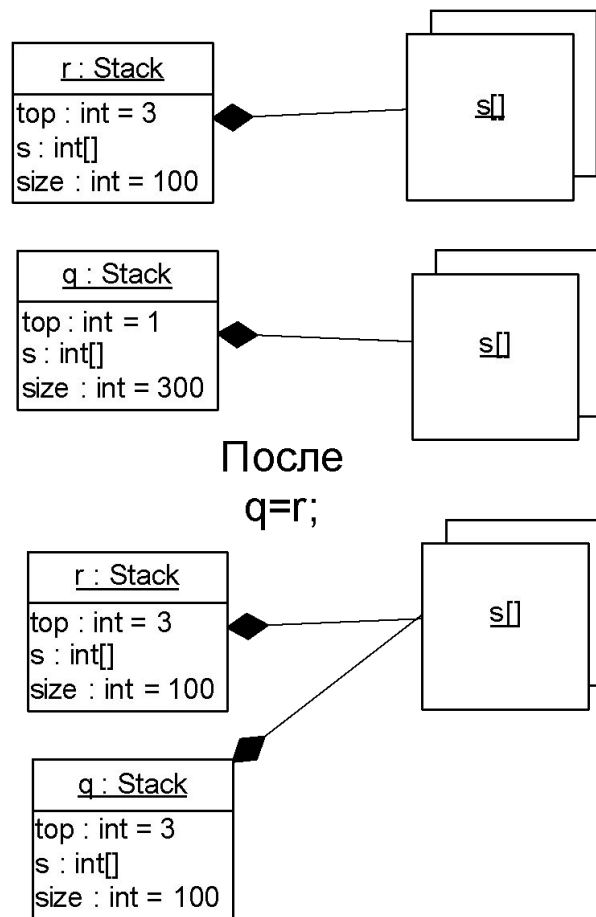 r : Stack
top : int = 3
s : int[]
size : int = 100
s[]
q : Stack
top : int = 1
s : int[]
size : int = 300
s[]
После
q=r;
r : Stack
top : int = 3
s : int[]
size : int = 100
s[]
q : Stack
top : int = 3
s : int[]
size : int = 100